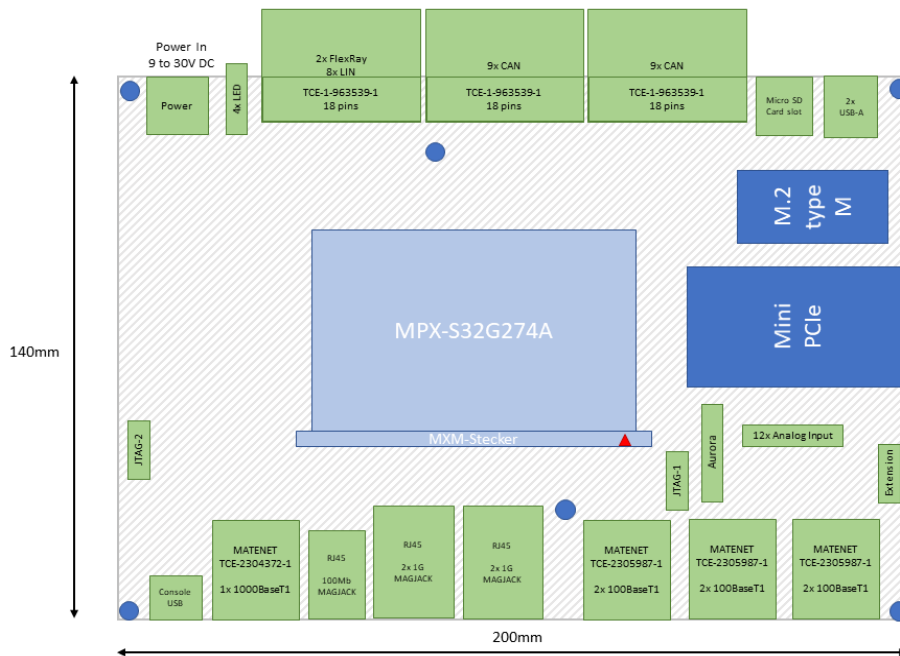 Power In
9 to 30V DC
Power
4x LED
2x FlexRay
8x LIN
TCE-1-963539-1
18 pins
9x CAN
TCE-1-963539-1
18 pins
9x CAN
TCE-1-963539-1
18 pins
Micro SD
Card slot
2x
USB-A
M.2
type
M
MPX-S32G274A
Mini
PCIe
140mm
MXM-Stecker
JTAG-2
JTAG-1
Aurora
12x Analog Input
Extension
Console
USB
MATENET
TCE-2304372-1
1x 1000BaseT1
RJ45
100Mb
MAGJACK
RJ45
2x 1G
MAGJACK
RJ45
2x 1G
MAGJACK
MATENET
TCE-2305987-1
2x 100BaseT1
MATENET
TCE-2305987-1
2x 100BaseT1
MATENET
TCE-2305987-1
2x 100BaseT1
200mm